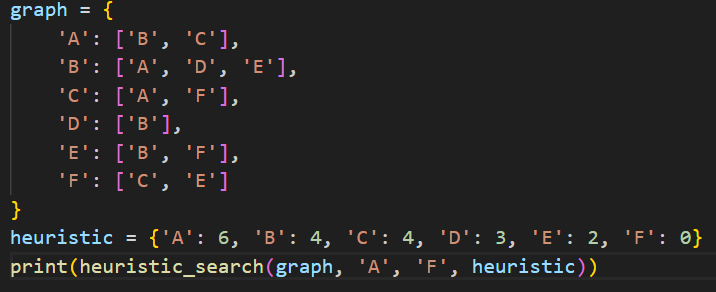 graph = {
    'A': ['B', 'C'],
    'B': ['A', 'D', 'E'],
    'C': ['A', 'F'],
    'D': ['B'],
    'E': ['B', 'F'],
    'F': ['C', 'E']
}
heuristic = {'A': 6, 'B': 4, 'C': 4, 'D': 3, 'E': 2, 'F': 0}
print(heuristic_search(graph, 'A', 'F', heuristic))